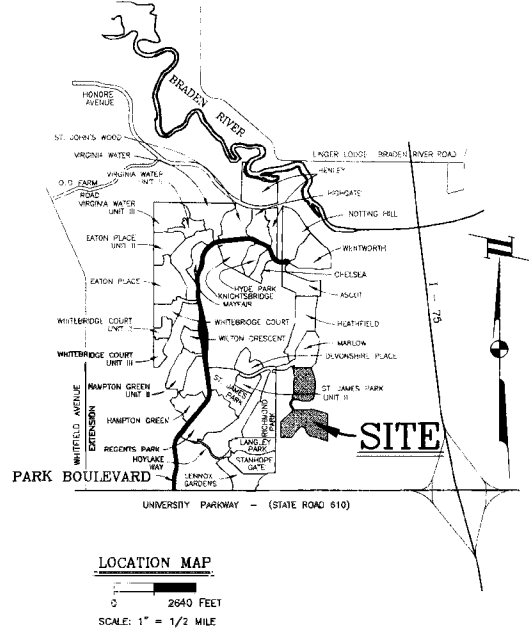 BRADEN RIVER
HONORE
AVENUE
ST. JOHN'S WOOD
VIRGINIA WATER
LINGER LODGE BRADEN RIVER ROAD
VIRGINIA WATER
HENLEY
HIGHGATE
OLD FARM
ROAD
VIRGINIA WATER
UNIT III
NOTTING HILL
EATON PLACE
UNIT II
WENTWORTH
CHELSEA
HYDE PARK
KNIGHTSBRIDGE
MAYFAIR
EATON PLACE
ASCOT
I - 75
WHITEBRIDGE COURT
UNIT II
WHITEBRIDGE COURT
HEATHFIELD
WILTON CRESCENT
MARLOW
WHITEBRIDGE COURT
UNIT III
DEVONSHIRE PLACE
HAMPTON GREEN
UNIT II
ST. JAMES
PARK
ST JAMES PARK
UNIT II
WHITFIELD AVENUE
EXTENSION
HAMPTON GREEN
RICHMOND
PARK
SITE
REGENTS PARK
HOYLAKE
WAY
LANGLEY
PARK
STANHOPE
GATE
PARK BOULEVARD
LENNOX
GARDENS
UNIVERSITY PARKWAY - (STATE ROAD 610)
LOCATION MAP
0 2640 FEET
SCALE: 1" = 1/2 MILE